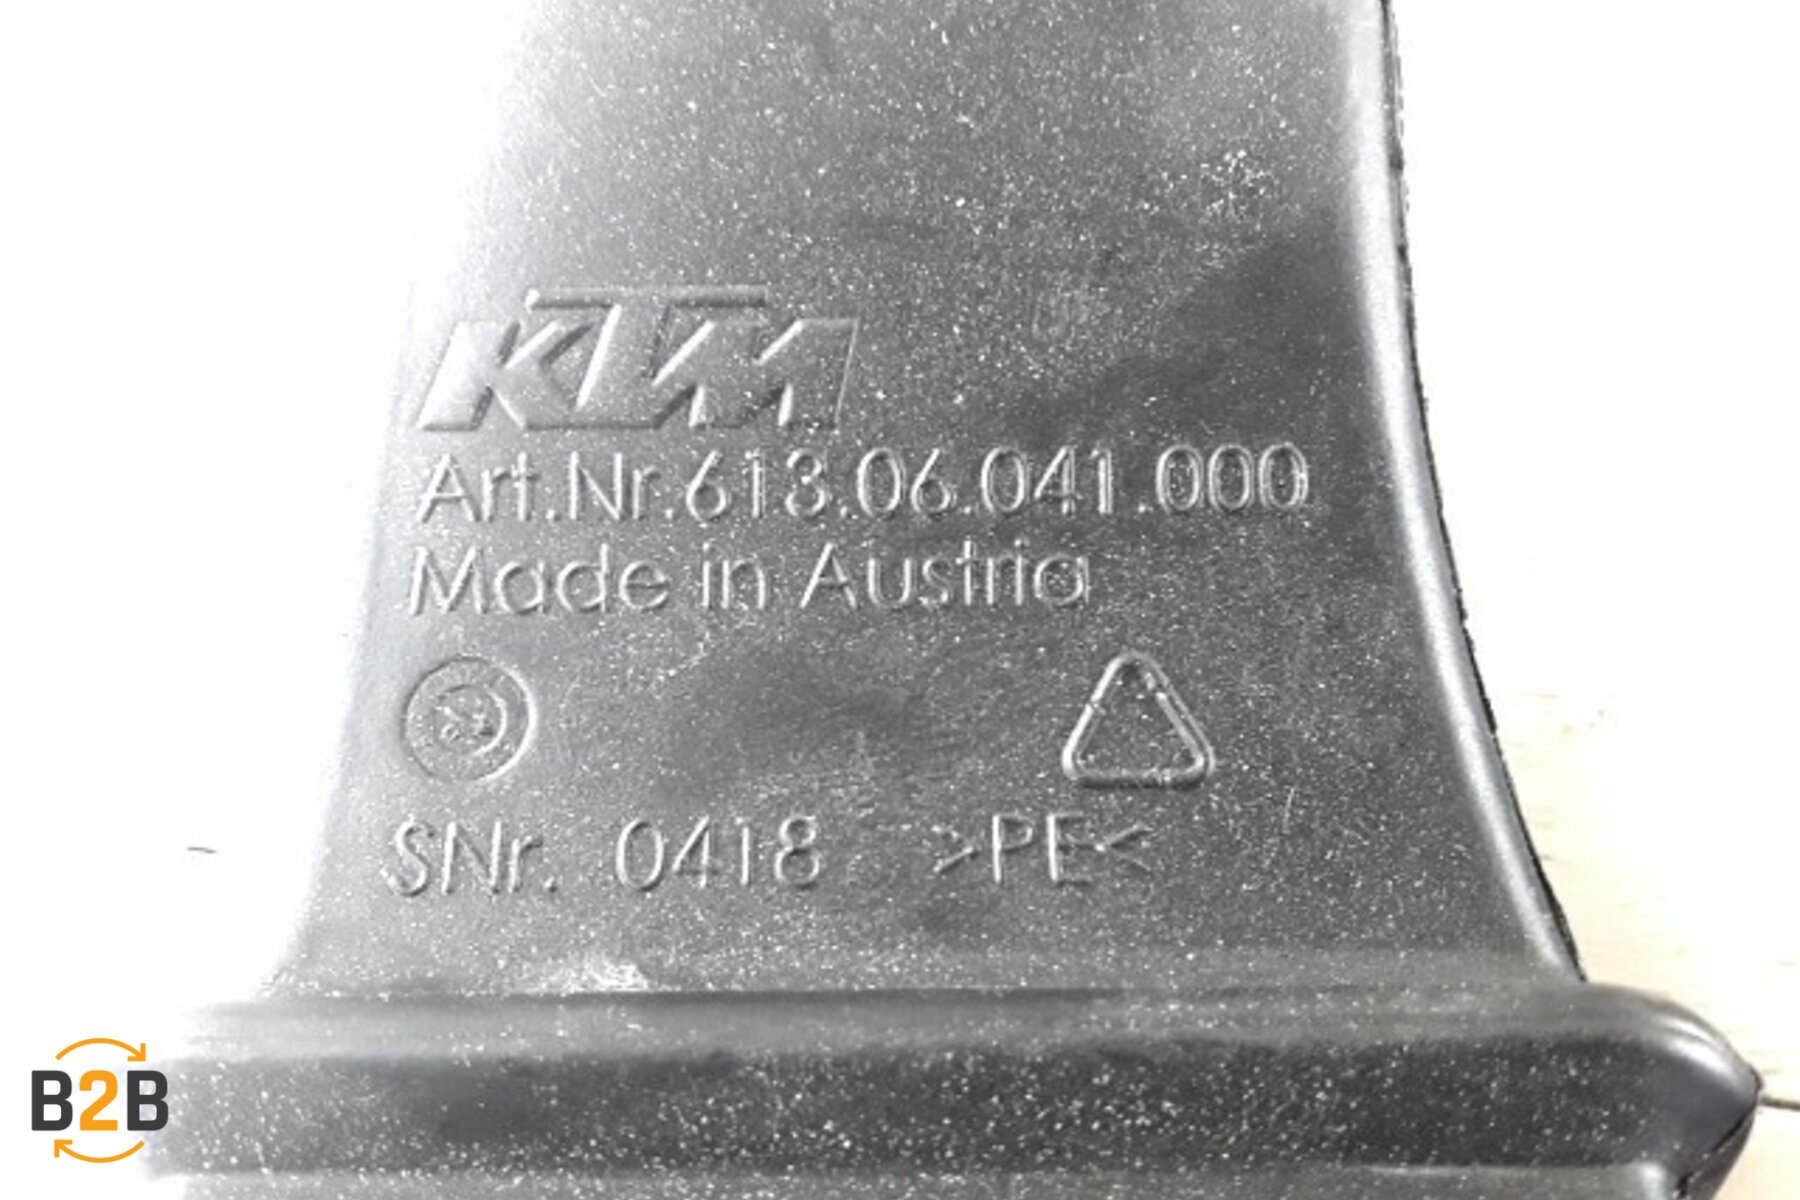 KTM
Art.Nr.613.06.041.000
Made in Austria
SNr. 0418 >PE<
B2B